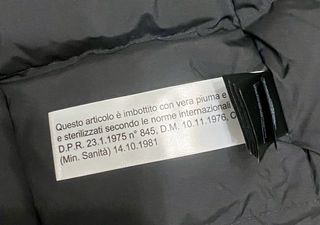 Questo articolo è imbottito con vera piuma e
e sterilizzati secondo le norme internazionali
D.P.R. 23.1.1975 n° 845, D.M. 10.11.1976, C
(Min. Sanità) 14.10.1981